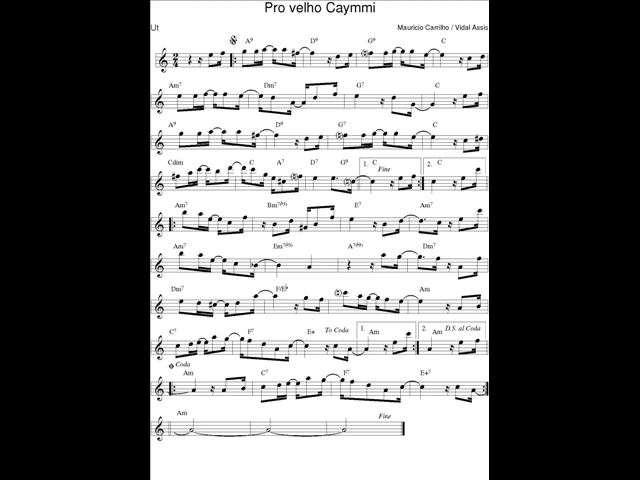 Pro velho Caymmi
Ut
Mauricio Carrilho / Vidal Assis
A9 D9 G9 C
Am7 Dm7 G7 C
A9 D9 G7 C
Cdim C A7 D7 G9 1. C 2. C
Fine
Am7 Bm7(b5) E7 Am7
Am7 Em7(b5) A7(b9) Dm7
Dm7 F/Eb Am
C7 F7 E+ To Coda 1. Am 2. Am D.S. al Coda
Coda
Am C7 F7 E+7
Am Fine